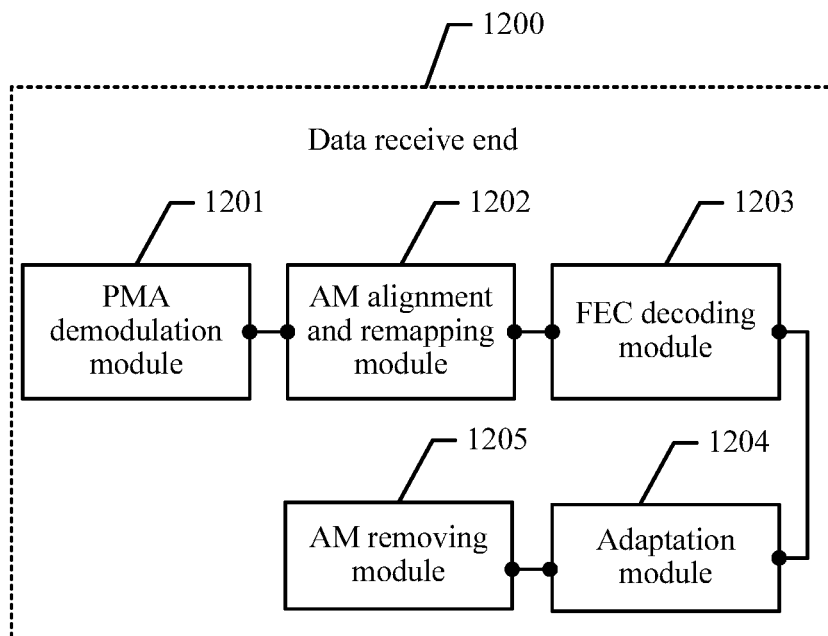 1200
Data receive end
1201
1202
1203
PMA
demodulation
module
AM alignment
and remapping
module
FEC decoding
module
1205
1204
AM removing
module
Adaptation
module